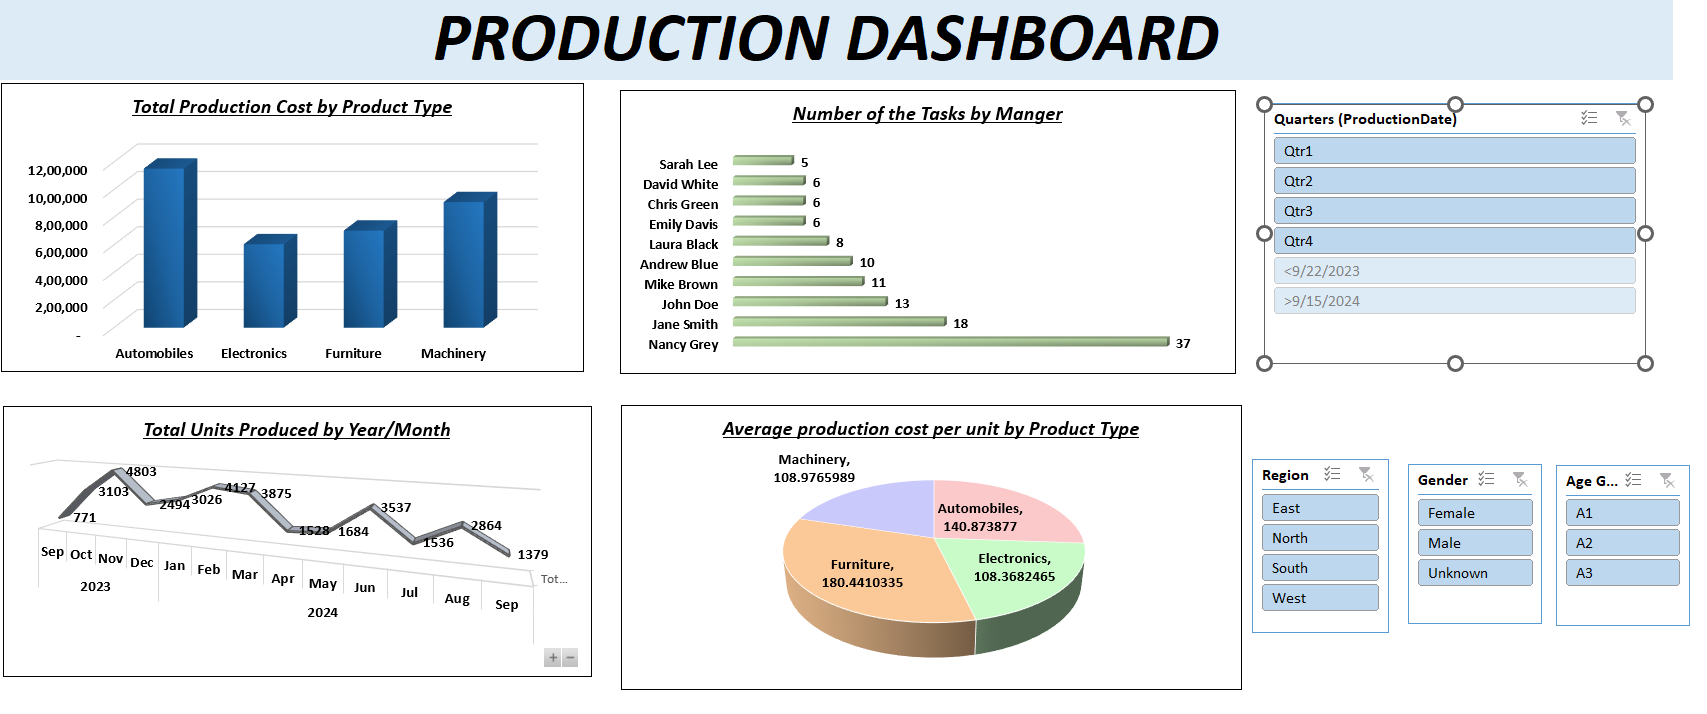 PRODUCTION DASHBOARD
Total Production Cost by Product Type
12,00,000
10,00,000
8,00,000
6,00,000
4,00,000
2,00,000
-
Automobiles Electronics Furniture Machinery
Number of the Tasks by Manger
Sarah Lee 5
David White 6
Chris Green 6
Emily Davis 6
Laura Black 8
Andrew Blue 10
Mike Brown 11
John Doe 13
Jane Smith 18
Nancy Grey 37
Quarters (ProductionDate)
Qtr1
Qtr2
Qtr3
Qtr4
<9/22/2023
>9/15/2024
Total Units Produced by Year/Month
771 3103 4803 2494 3026 4127 3875 1528 1684 3537 1536 2864 1379
Sep Oct Nov Dec Jan Feb Mar Apr May Jun Jul Aug Sep
2023 2024
Tot...
Average production cost per unit by Product Type
Machinery,
108.9765989
Automobiles,
140.873877
Electronics,
108.3682465
Furniture,
180.4410335
Region
East
North
South
West
Gender
Female
Male
Unknown
Age G...
A1
A2
A3